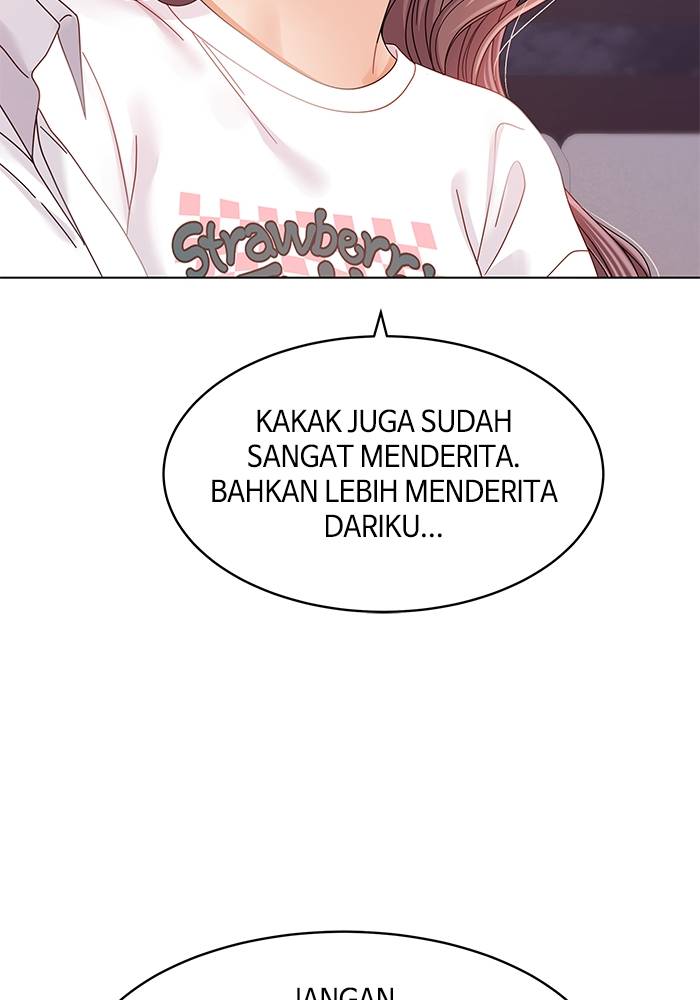 Strawberry
KAKAK JUGA SUDAH
SANGAT MENDERITA.
BAHKAN LEBIH MENDERITA
DARIKU...
JANGAN